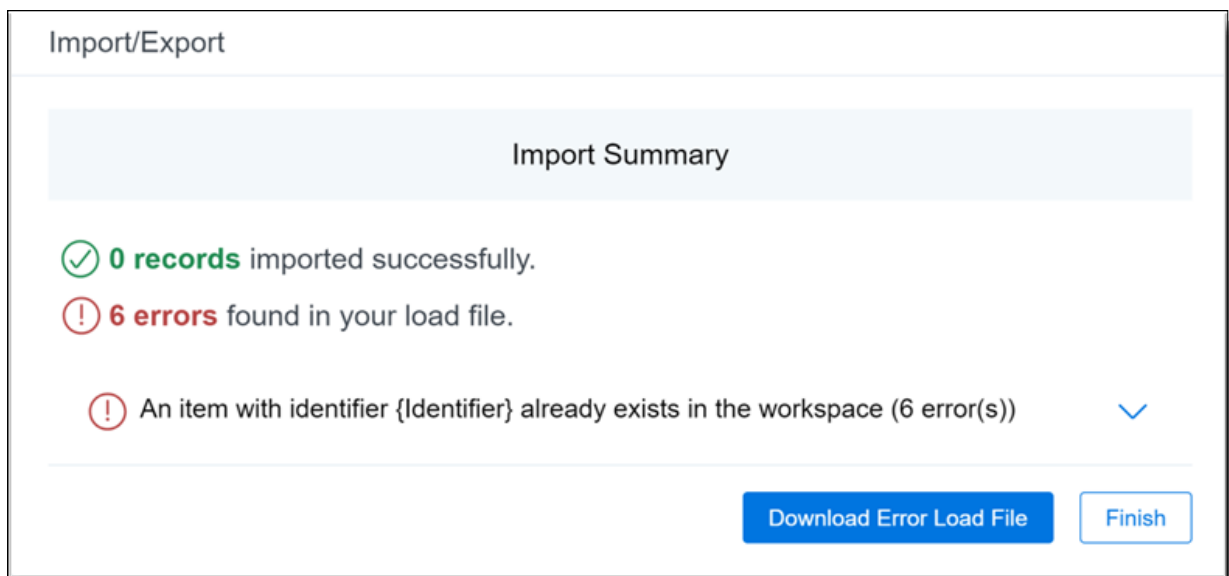 Import/Export
Import Summary
0 records imported successfully.
6 errors found in your load file.
An item with identifier {Identifier} already exists in the workspace (6 error(s))
Download Error Load File
Finish